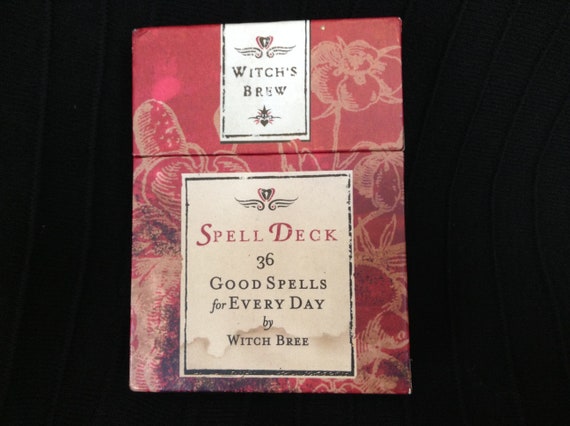 WITCH'S
BREW
SPELL DECK
36
GOOD SPELLS
for EVERY DAY
by
WITCH BREE